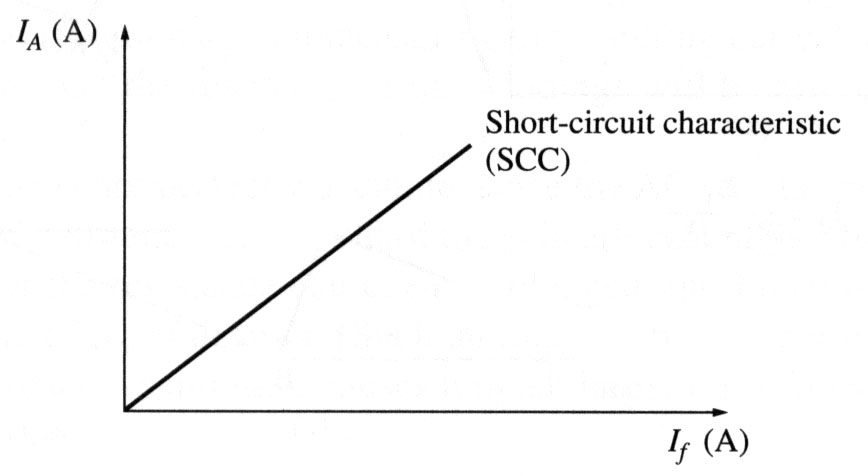 I_A (A)
Short-circuit characteristic
(SCC)
I_f (A)